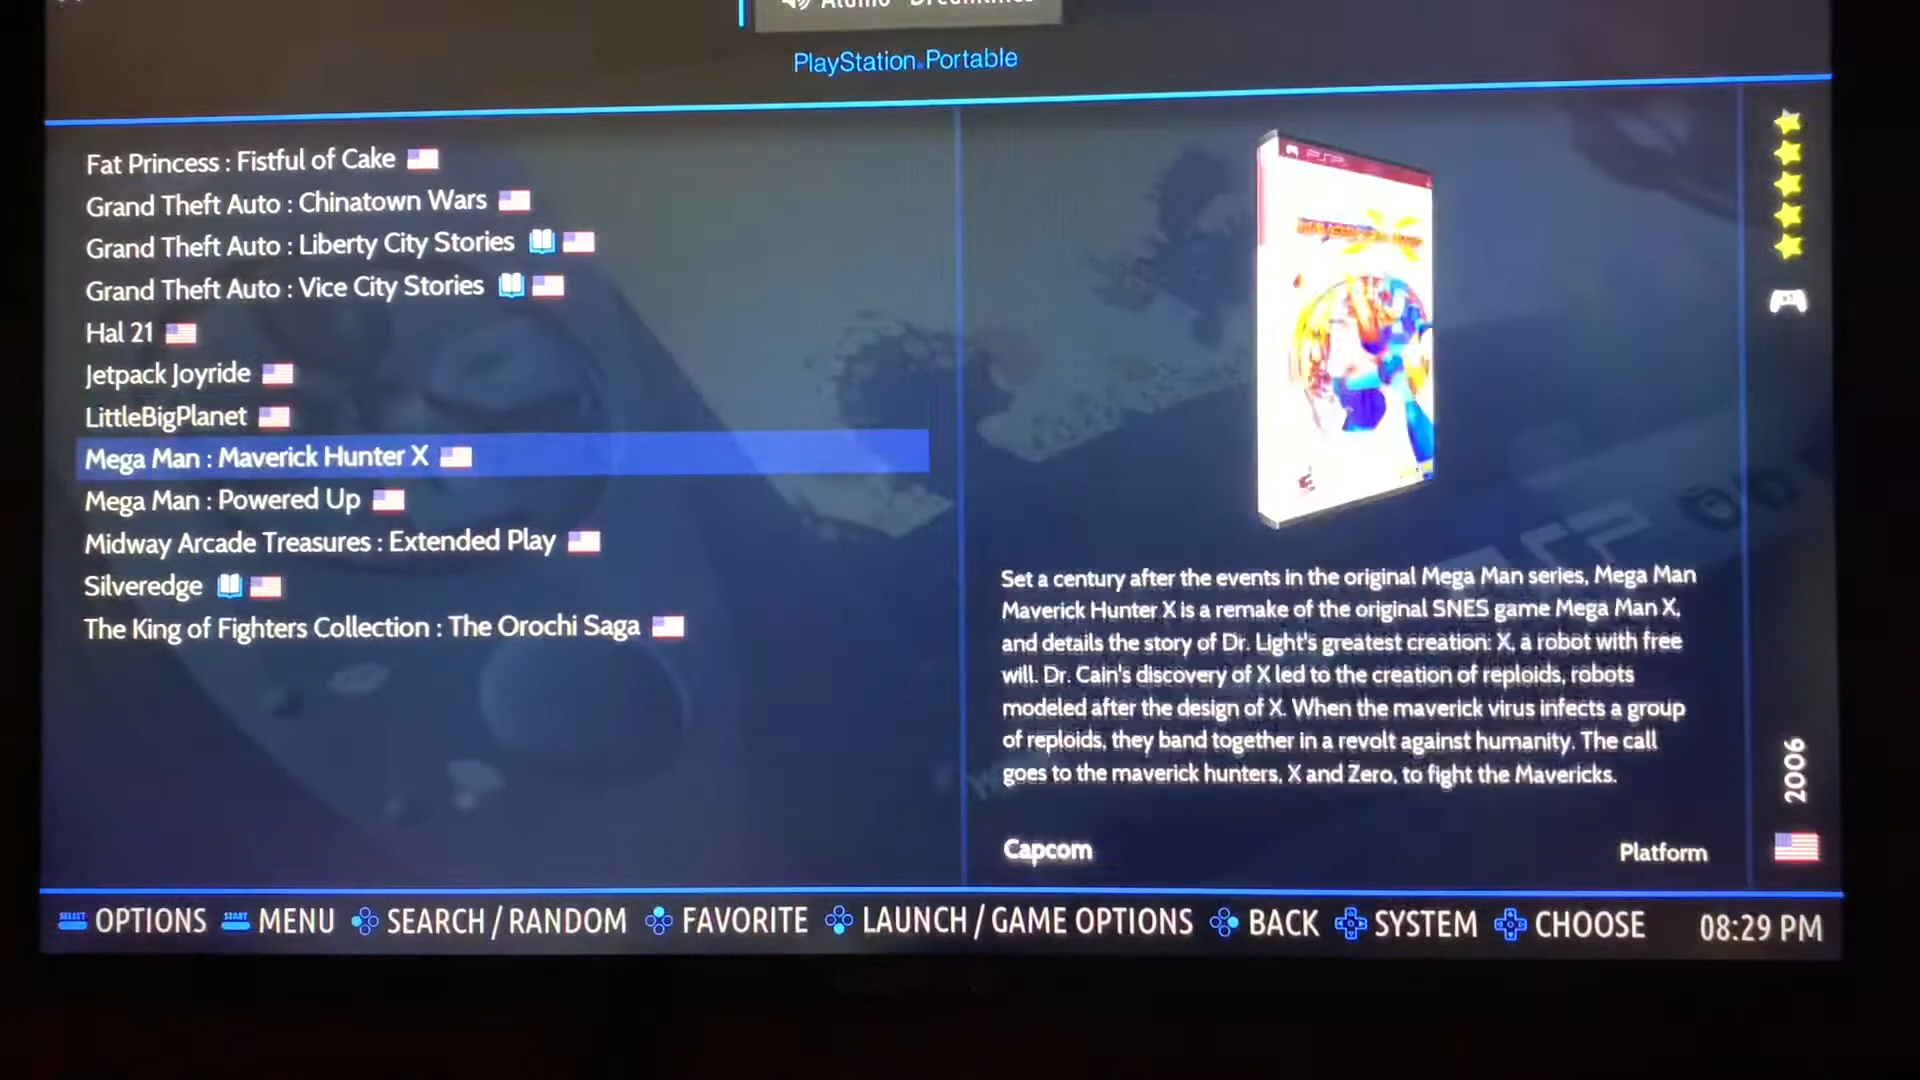 PlayStation Portable
Fat Princess : Fistful of Cake
Grand Theft Auto : Chinatown Wars
Grand Theft Auto : Liberty City Stories
Grand Theft Auto : Vice City Stories
Hal 21
Jetpack Joyride
LittleBigPlanet
Mega Man : Maverick Hunter X
Mega Man : Powered Up
Midway Arcade Treasures : Extended Play
Silveredge
The King of Fighters Collection : The Orochi Saga
PSP
Set a century after the events in the original Mega Man series, Mega Man
Maverick Hunter X is a remake of the original SNES game Mega Man X,
and details the story of Dr. Light's greatest creation: X, a robot with free
will. Dr. Cain's discovery of X led to the creation of reploids, robots
modeled after the design of X. When the maverick virus infects a group
of reploids, they band together in a revolt against humanity. The call
goes to the maverick hunters, X and Zero, to fight the Mavericks.
Capcom
Platform
x1
2006
SELECT OPTIONS START MENU SEARCH / RANDOM FAVORITE LAUNCH / GAME OPTIONS BACK SYSTEM CHOOSE 08:29 PM